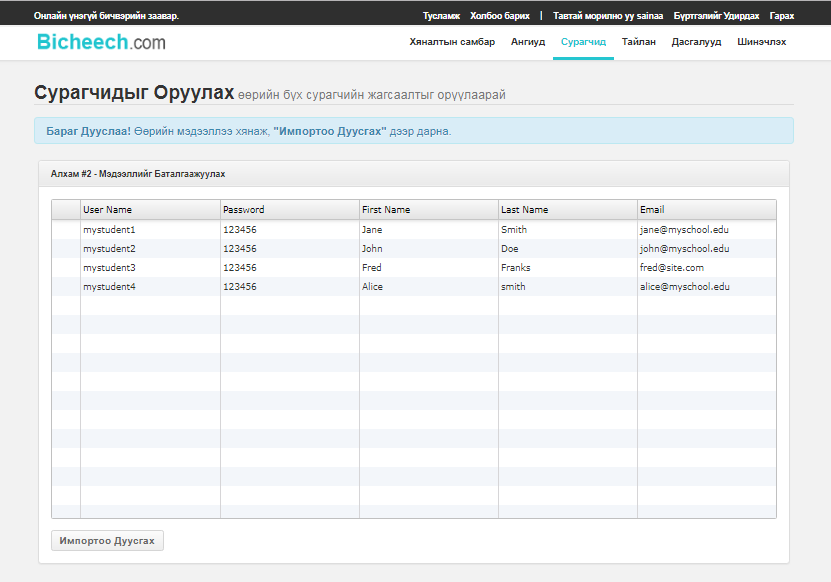 Онлайн үнэгүй бичвэрийн заавар.
Тусламж Холбоо барих | Тавтай морилно уу sainaa Бүртгэлийг Удирдах Гарах
Bicheech.com
Хяналтын самбар Ангиуд Сурагчид Тайлан Дасгалууд Шинэчлэх
Сурагчидыг Оруулах өөрийн бүх сурагчийн жагсаалтыг оруулаарай
Бараг Дууслаа! Өөрийн мэдээллээ хянаж, "Импортоо Дуусгах" дээр дарна.
Алхам #2 - Мэдээллийг Баталгаажуулах
User Name Password First Name Last Name Email
mystudent1 123456 Jane Smith jane@myschool.edu
mystudent2 123456 John Doe john@myschool.edu
mystudent3 123456 Fred Franks fred@site.com
mystudent4 123456 Alice smith alice@myschool.edu
Импортоо Дуусгах